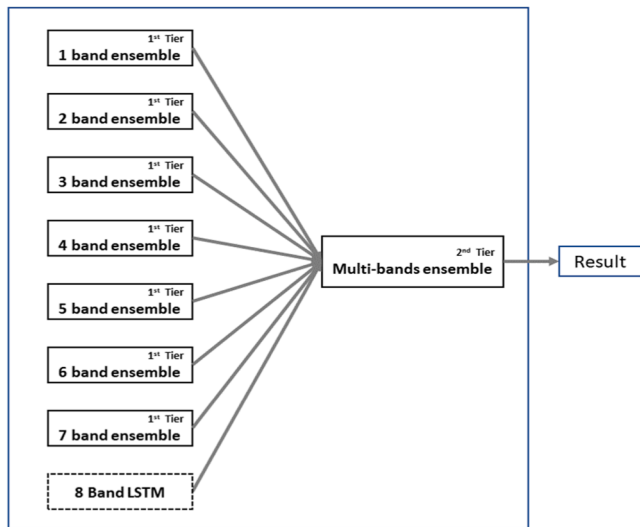 1st Tier
1 band ensemble
1st Tier
2 band ensemble
1st Tier
3 band ensemble
1st Tier
4 band ensemble
1st Tier
5 band ensemble
1st Tier
6 band ensemble
1st Tier
7 band ensemble
8 Band LSTM
2nd Tier
Multi-bands ensemble
Result